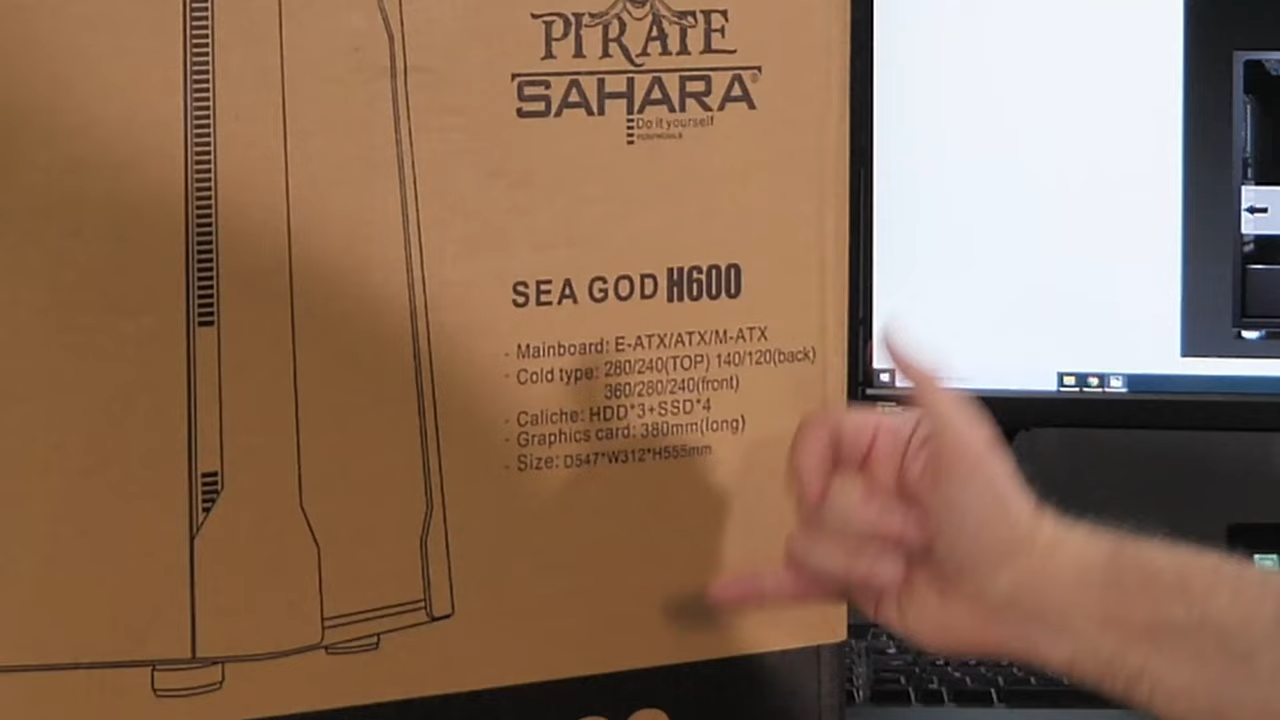 PIRATE
SAHARA®
Do it yourself
SEA GOD H600
- Mainboard: E-ATX/ATX/M-ATX
- Cold type: 280/240(TOP) 140/120(back)
360/280/240(front)
- Caliche: HDD*3+SSD*4
- Graphics card: 380mm(long)
- Size: D547*W312*H555mm